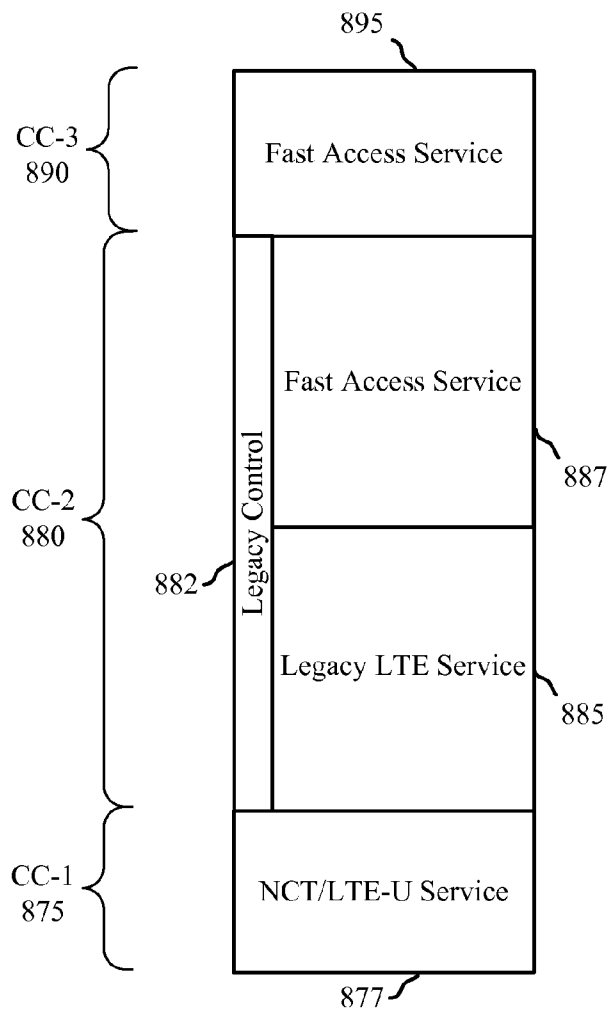 895
CC-3
890
Fast Access Service
Fast Access Service
887
CC-2
880
882
Legacy Control
Legacy LTE Service
885
CC-1
875
NCT/LTE-U Service
877